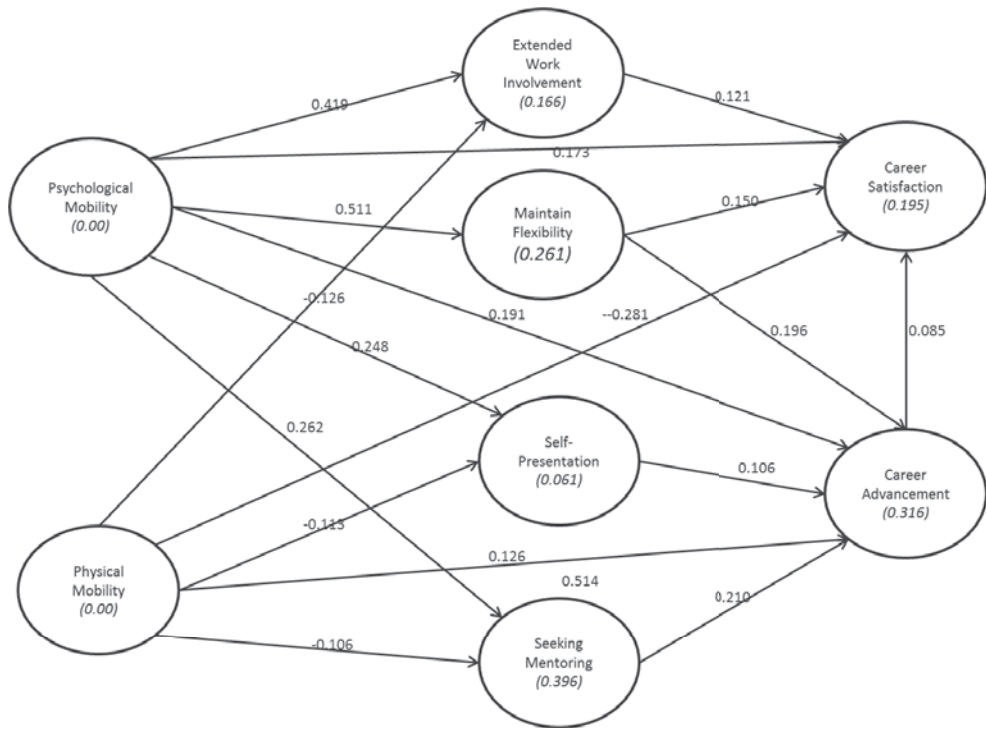 Extended
Work
Involvement
(0.166)
0.419
0.121
0.173
Psychological
Mobility
(0.00)
Career
Satisfaction
(0.195)
0.511
Maintain
Flexibility
(0.261)
0.150
-0.126
0.191
--0.281
0.196
0.085
0.248
0.262
Self-
Presentation
(0.061)
0.106
Career
Advancement
(0.316)
-0.113
Physical
Mobility
(0.00)
0.126
0.514
0.210
-0.106
Seeking
Mentoring
(0.396)